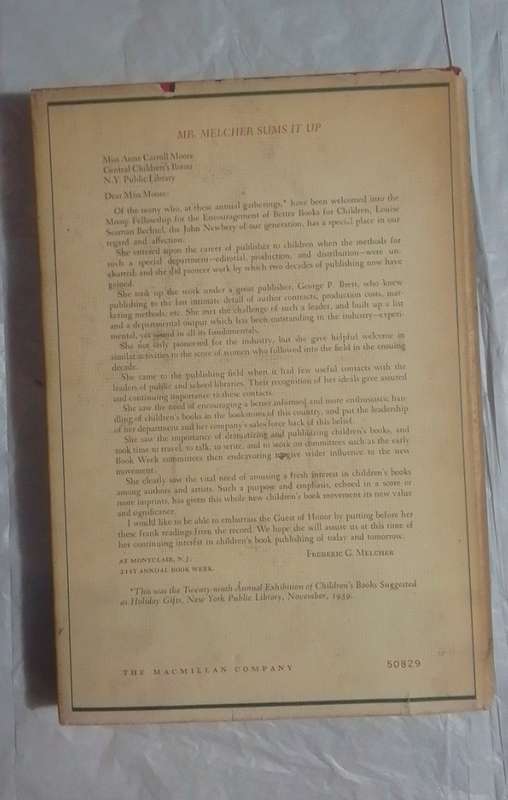 MR. MELCHER SUMS IT UP
Miss Anne Carroll Moore
Central Children's Room
N.Y. Public Library
Dear Miss Moore:
Of the many who, at these annual gatherings,* have been welcomed into the
Moore Fellowship for the Encouragement of Better Books for Children, Louise
Seaman Bechtel, the John Newbery of our generation, has a special place in our
regard and affection.
She entered upon the career of publisher to children when the methods for
such a special department—editorial, production, and distribution—were un-
charted; and she did pioneer work by which two decades of publishing now have
gained.
She took up the work under a great publisher, George P. Brett, who knew
publishing to the last intimate detail of author contracts, production costs, mar-
keting methods, etc. She met the challenge of such a leader, and built up a list
and a departmental output which has been outstanding in the industry—experi-
mental, yet sound in all its fundamentals.
She not only pioneered for the industry, but she gave helpful welcome in
similar activities to the score of women who followed into the field in the ensuing
decade.
She came to the publishing field when it had few useful contacts with the
leaders of public and school libraries. Their recognition of her ideals gave assured
and continuing importance to these contacts.
She saw the need of encouraging a better informed and more enthusiastic han-
dling of children's books in the bookstores of this country, and put the leadership
of her department and her company's sales force back of this belief.
She saw the importance of dramatizing and publicizing children's books, and
took time to travel, to talk, to write, and to work on committees such as the early
Book Week committees then endeavoring to give wider influence to the new
movement.
She clearly saw the vital need of arousing a fresh interest in children's books
among authors and artists. Such a purpose and emphasis, echoed in a score or
more imprints, has given this whole new children's book movement its new value
and significance.
I would like to be able to embarrass the Guest of Honor by putting before her
these frank readings from the record. We hope she will assure us at this time of
her continuing interest in children's book publishing of today and tomorrow.
FREDERIC G. MELCHER
AT MONTCLAIR, N.J.
21ST ANNUAL BOOK WEEK
*This was the Twenty-ninth Annual Exhibition of Children's Books Suggested
as Holiday Gifts, New York Public Library, November, 1939.
THE MACMILLAN COMPANY
50829